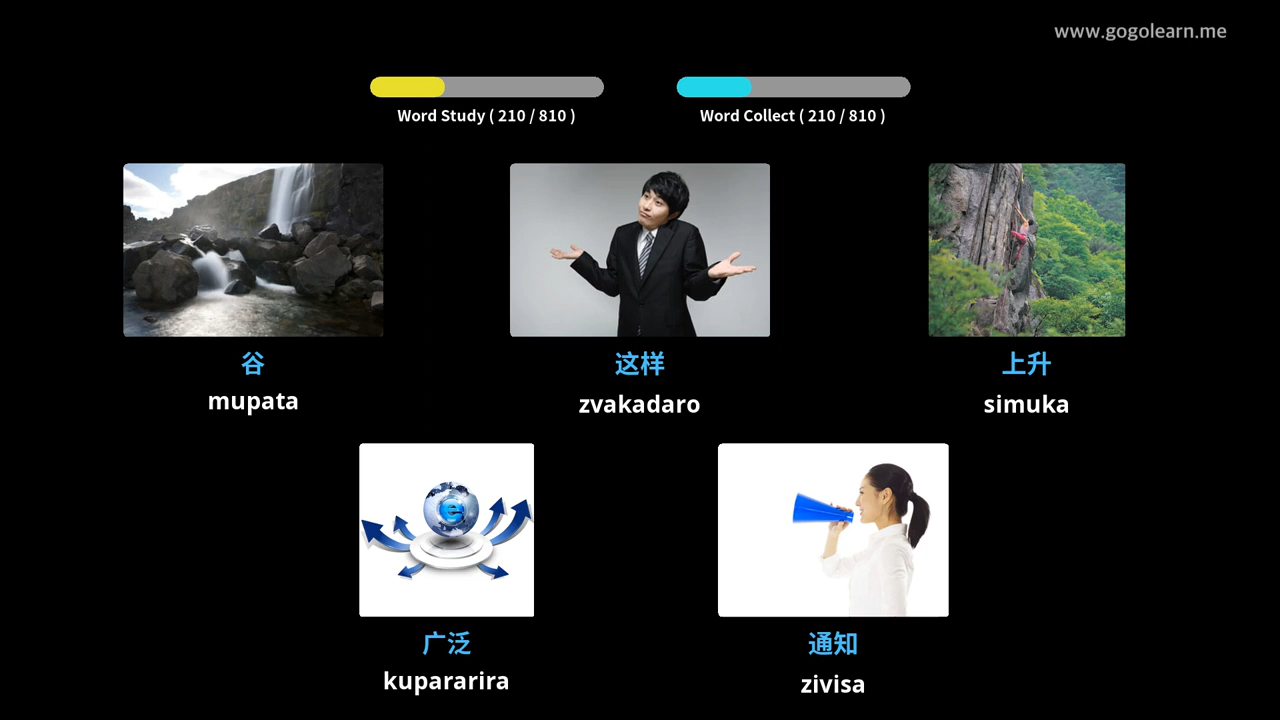 www.gogolearn.me
Word Study ( 210 / 810 )
Word Collect ( 210 / 810 )
谷
mupata
这样
zvakadaro
上升
simuka
e
广泛
kupararira
通知
zivisa